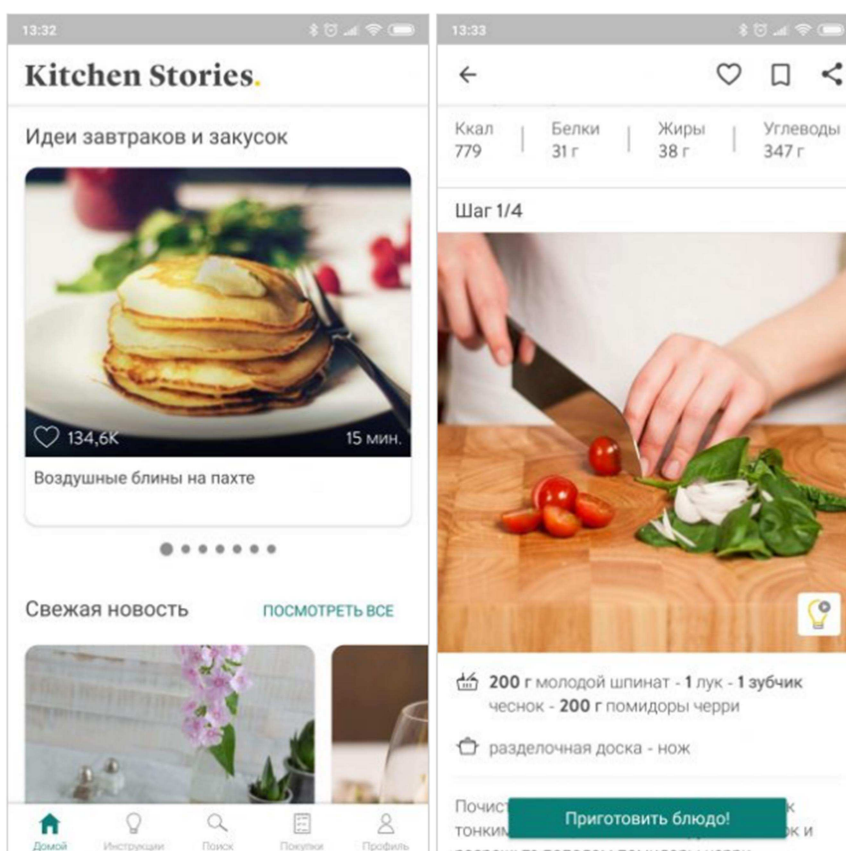 13:32
Kitchen Stories.
Идеи завтраков и закусок
134,6K
15 мин.
Воздушные блины на пахте
Свежая новость
ПОСМОТРЕТЬ ВСЕ
Домой
Инструкции
Поиск
Покупки
Профиль
13:33
Ккал
Белки
Жиры
Углеводы
779
31 г
38 г
347 г
Шаг 1/4
200 г молодой шпинат - 1 лук - 1 зубчик
чеснок - 200 г помидоры черри
разделочная доска - нож
Приготовить блюдо!